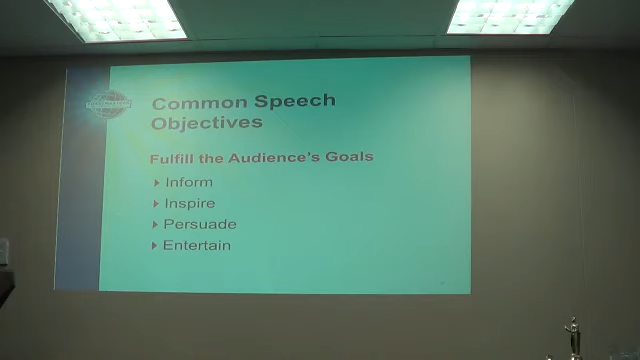 Common Speech
Objectives
Fulfill the Audience's Goals
Inform
Inspire
Persuade
Entertain